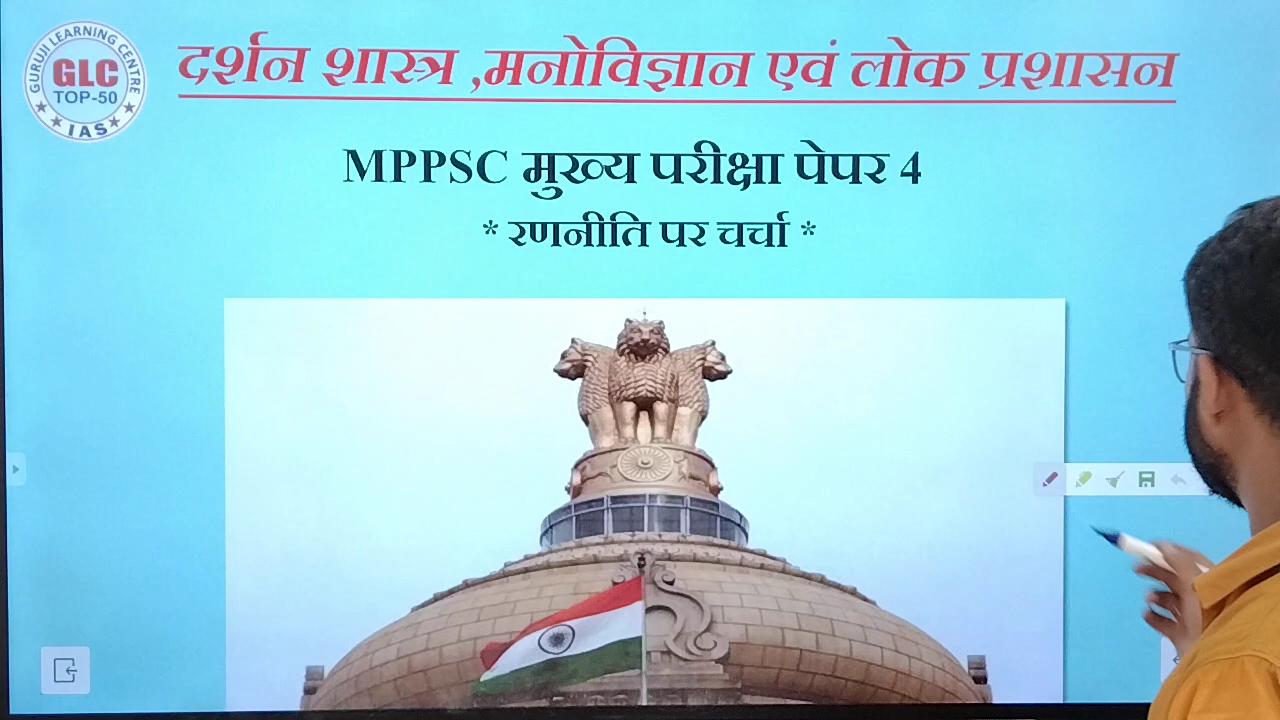 GURUJI LEARNING CENTRE
GLC
TOP-50
IAS
दर्शन शास्त्र ,मनोविज्ञान एवं लोक प्रशासन
MPPSC मुख्य परीक्षा पेपर 4
* रणनीति पर चर्चा *